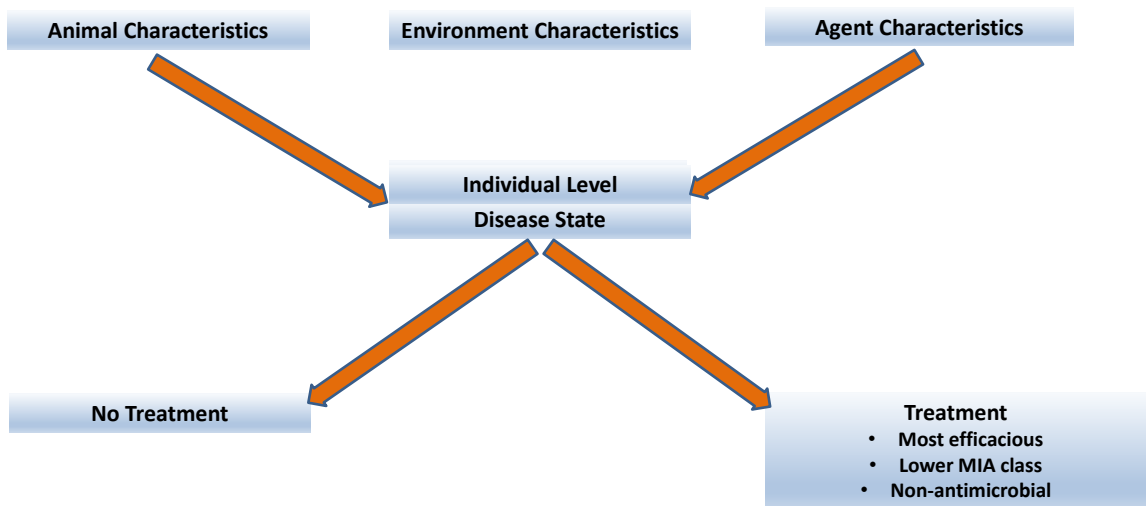 Animal Characteristics
Environment Characteristics
Agent Characteristics
Individual Level
Disease State
No Treatment
Treatment
• Most efficacious
• Lower MIA class
• Non-antimicrobial